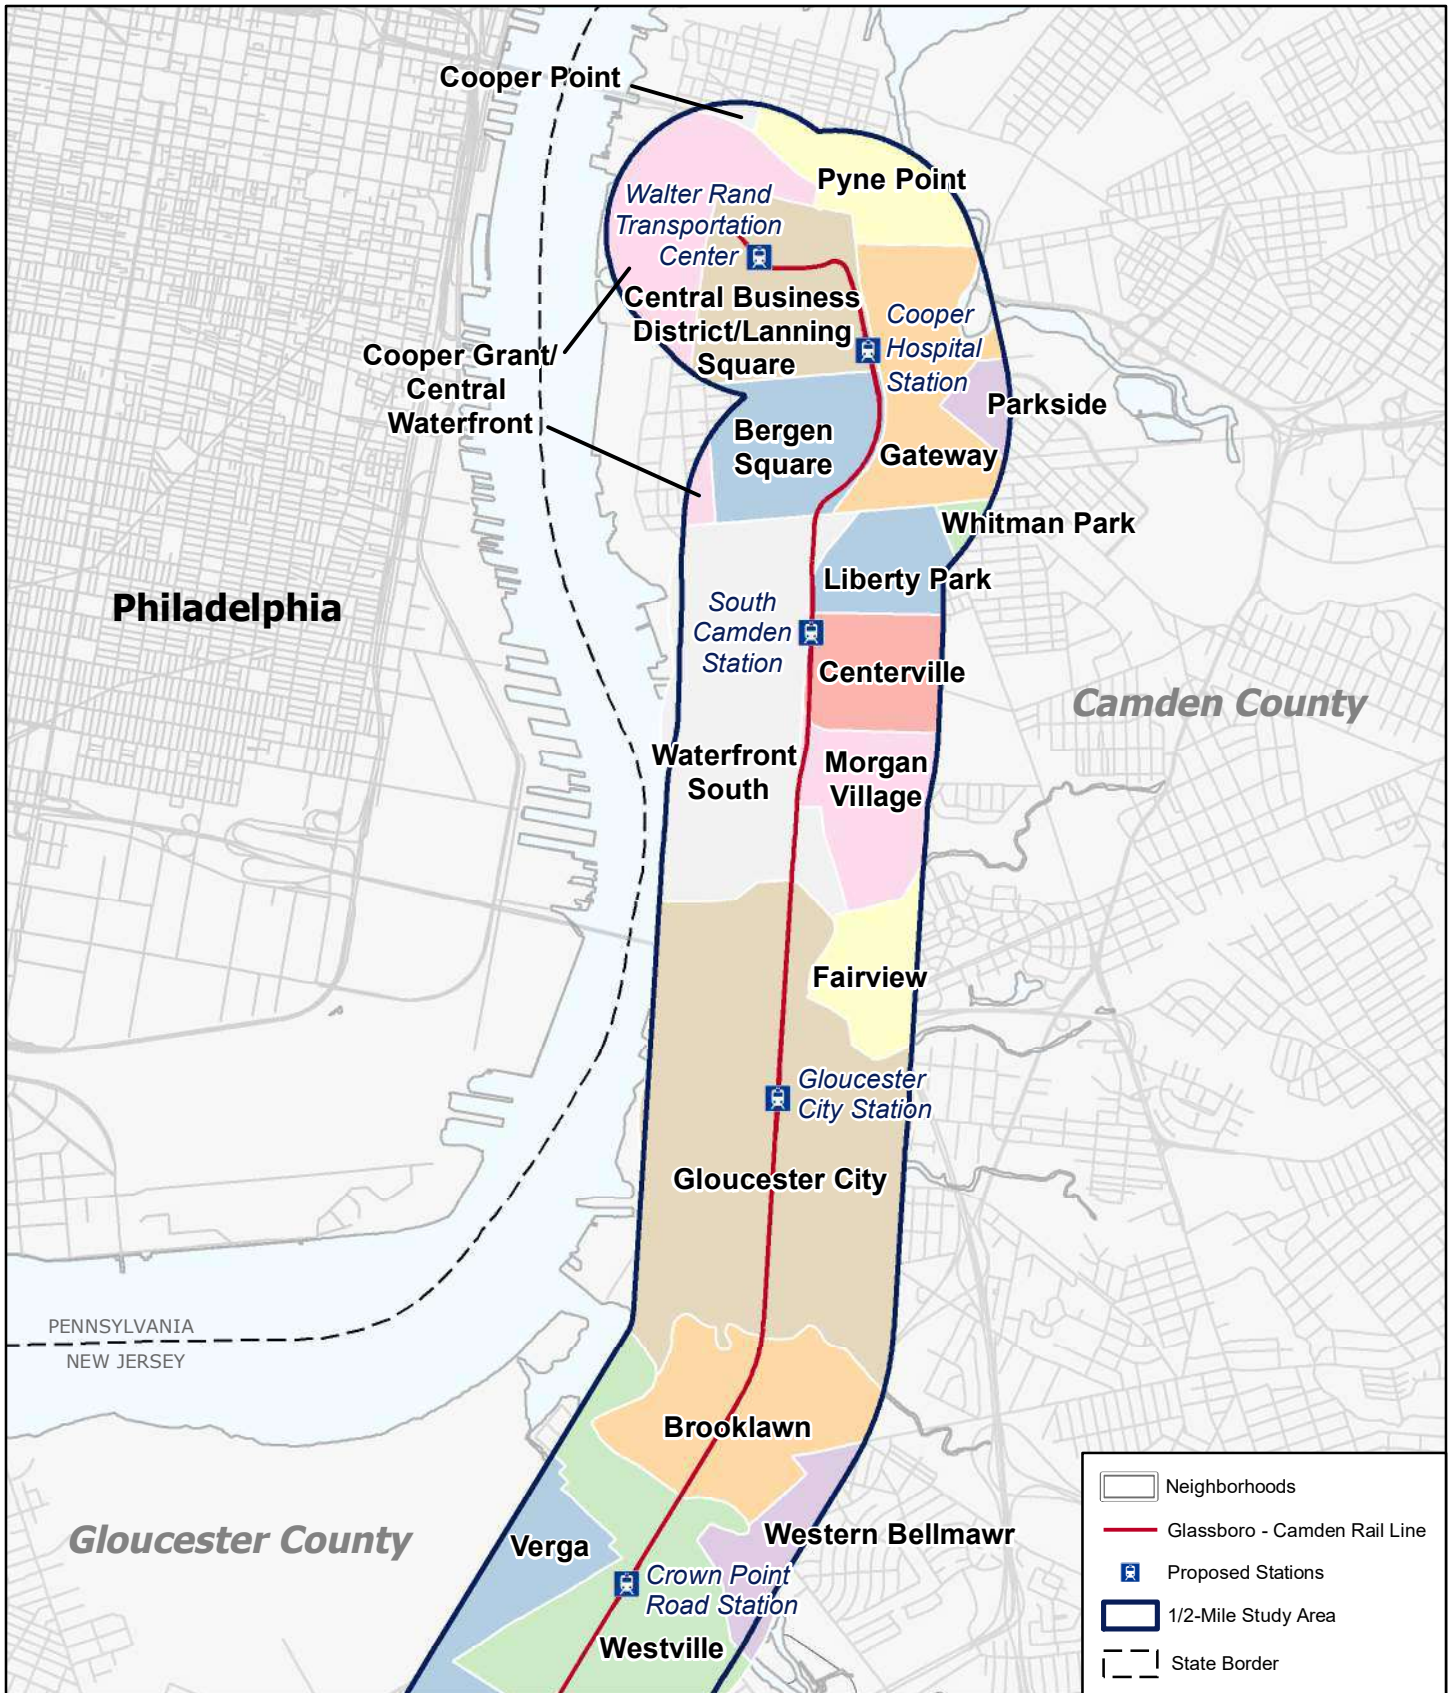 Cooper Point
Pyne Point
Walter Rand
Transportation
Center
Central Business
District/Lanning
Square
Cooper
Hospital
Station
Cooper Grant/
Central
Waterfront
Parkside
Bergen
Square
Gateway
Whitman Park
Liberty Park
Philadelphia
South
Camden
Station
Centerville
Camden County
Waterfront
South
Morgan
Village
Fairview
Gloucester
City Station
Gloucester City
PENNSYLVANIA
NEW JERSEY
Brooklawn
Gloucester County
Verga
Western Bellmawr
Crown Point
Road Station
Westville
Neighborhoods
Glassboro - Camden Rail Line
Proposed Stations
1/2-Mile Study Area
State Border